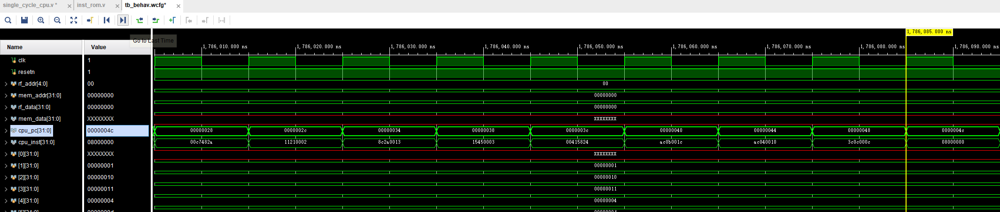 single_cycle_cpu.v * × inst_rom.v × tb_behav.wcfg* ×
Go to Last Time
1,786,085.000 ns
Name Value
1,786,010.000 ns 1,786,020.000 ns 1,786,030.000 ns 1,786,040.000 ns 1,786,050.000 ns 1,786,060.000 ns 1,786,070.000 ns 1,786,080.000 ns 1,786,090.000 ns
clk 1
resetn 1
rf_addr[4:0] 00 00
mem_addr[31:0] 00000000 00000000
rf_data[31:0] 00000000 00000000
mem_data[31:0] XXXXXXXX XXXXXXXX
cpu_pc[31:0] 0000004c 00000028 0000002c 00000034 00000038 0000003c 00000040 00000044 00000048 0000004c
cpu_inst[31:0] 08000000 00c7482a 11210002 8c2a0013 15450003 00415824 ac0b001c ac040010 3c0c000c 08000000
[0][31:0] XXXXXXXX XXXXXXXX
[1][31:0] 00000001 00000001
[2][31:0] 00000010 00000010
[3][31:0] 00000011 00000011
[4][31:0] 00000004 00000004